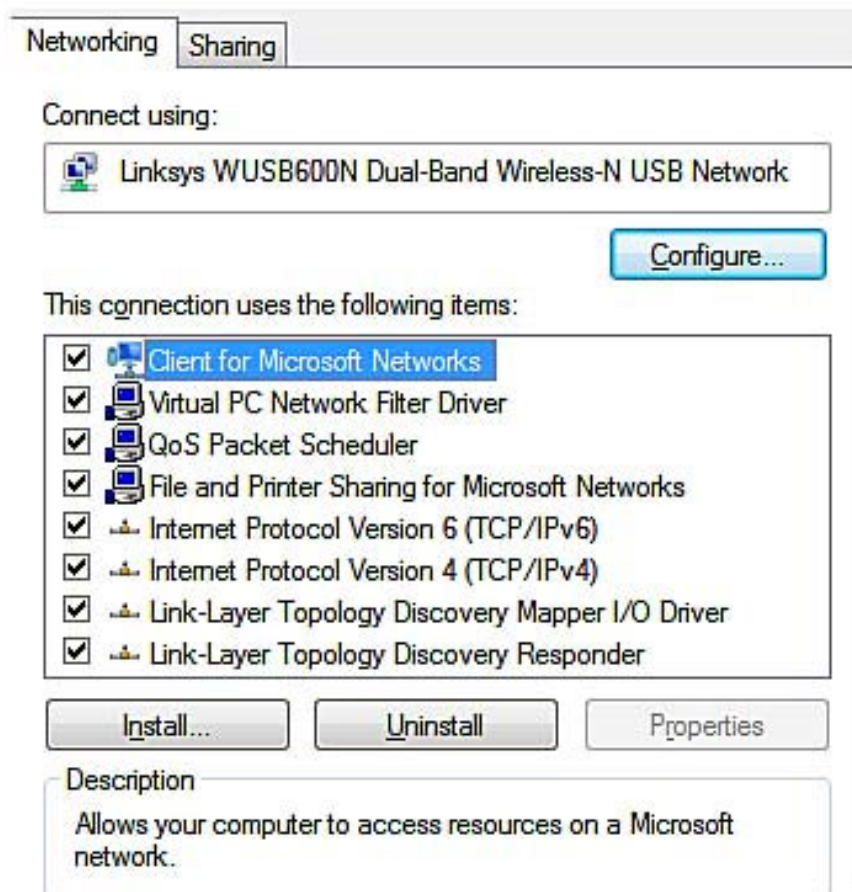 Networking
Sharing
Connect using:
Linksys WUSB600N Dual-Band Wireless-N USB Network
Configure...
This connection uses the following items:
Client for Microsoft Networks
Virtual PC Network Filter Driver
QoS Packet Scheduler
File and Printer Sharing for Microsoft Networks
Internet Protocol Version 6 (TCP/IPv6)
Internet Protocol Version 4 (TCP/IPv4)
Link-Layer Topology Discovery Mapper I/O Driver
Link-Layer Topology Discovery Responder
Install...
Uninstall
Properties
Description
Allows your computer to access resources on a Microsoft
network.